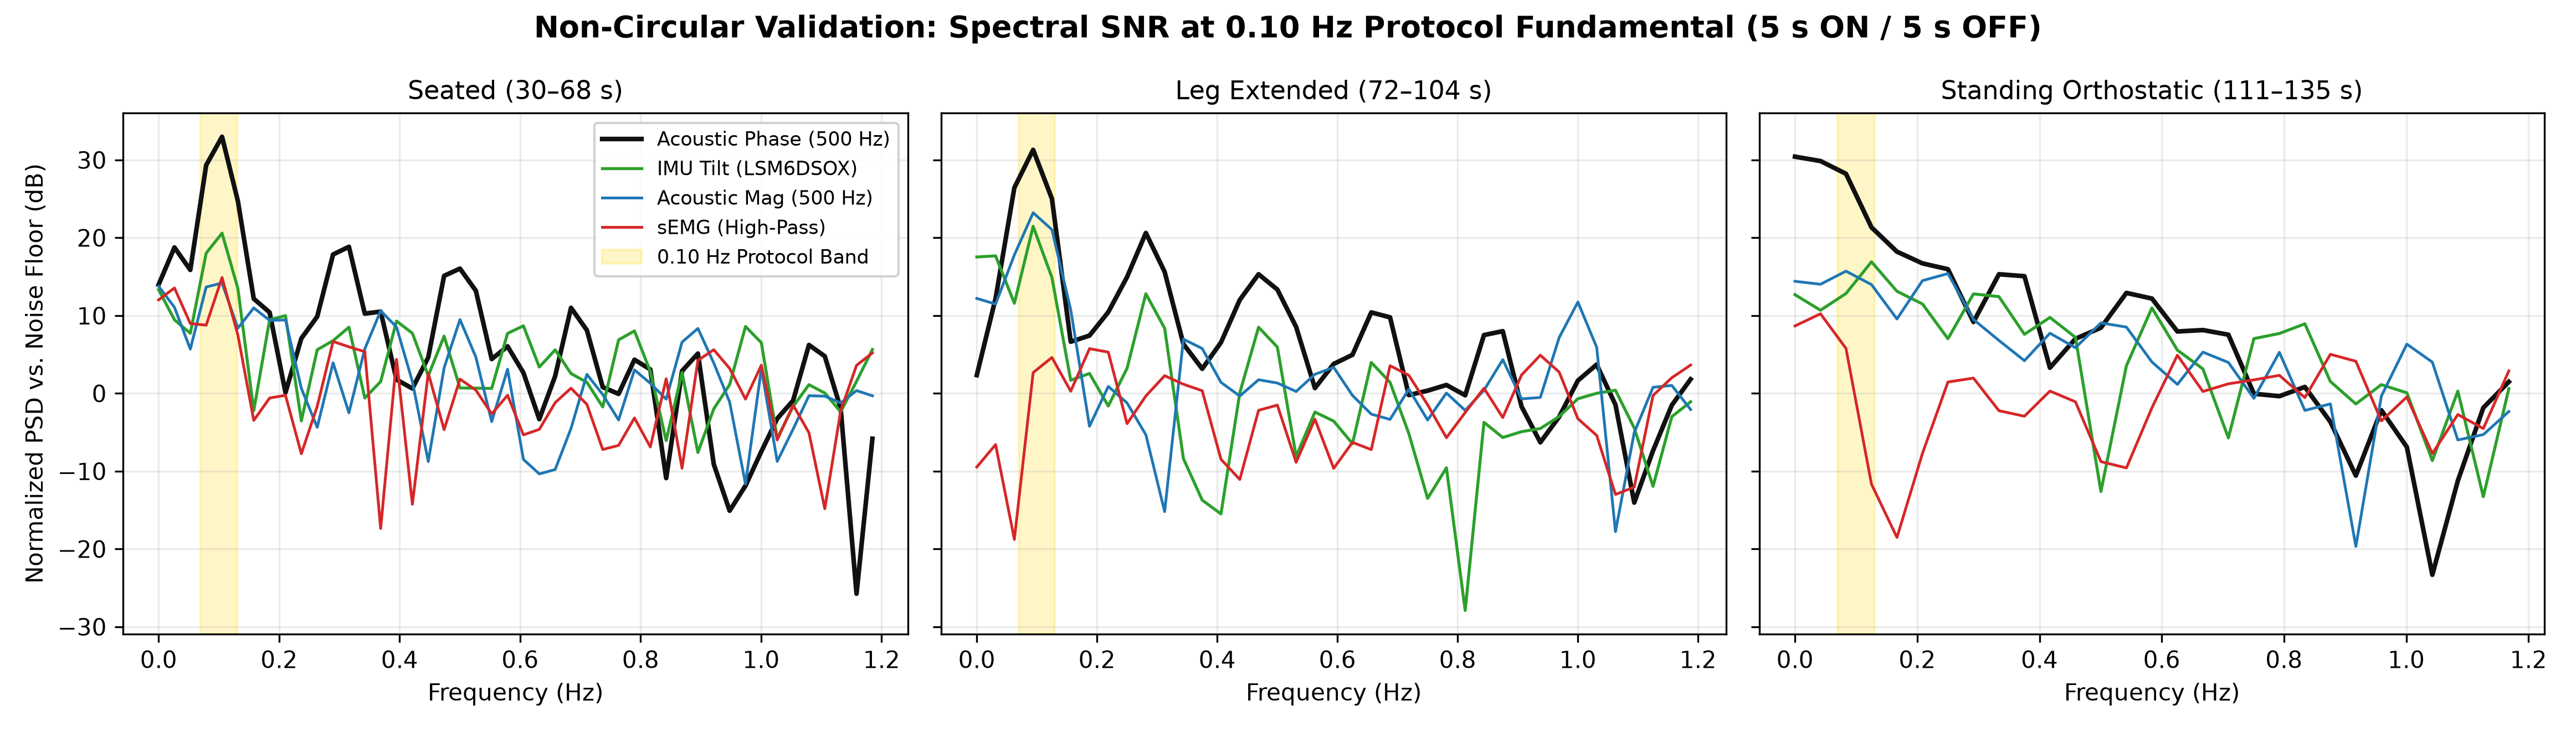 Non-Circular Validation: Spectral SNR at 0.10 Hz Protocol Fundamental (5 s ON / 5 s OFF)
Seated (30–68 s)
Normalized PSD vs. Noise Floor (dB)
30
20
10
0
−10
−20
−30
Acoustic Phase (500 Hz)
IMU Tilt (LSM6DSOX)
Acoustic Mag (500 Hz)
sEMG (High-Pass)
0.10 Hz Protocol Band
0.0 0.2 0.4 0.6 0.8 1.0 1.2
Frequency (Hz)
Leg Extended (72–104 s)
0.0 0.2 0.4 0.6 0.8 1.0 1.2
Frequency (Hz)
Standing Orthostatic (111–135 s)
0.0 0.2 0.4 0.6 0.8 1.0 1.2
Frequency (Hz)